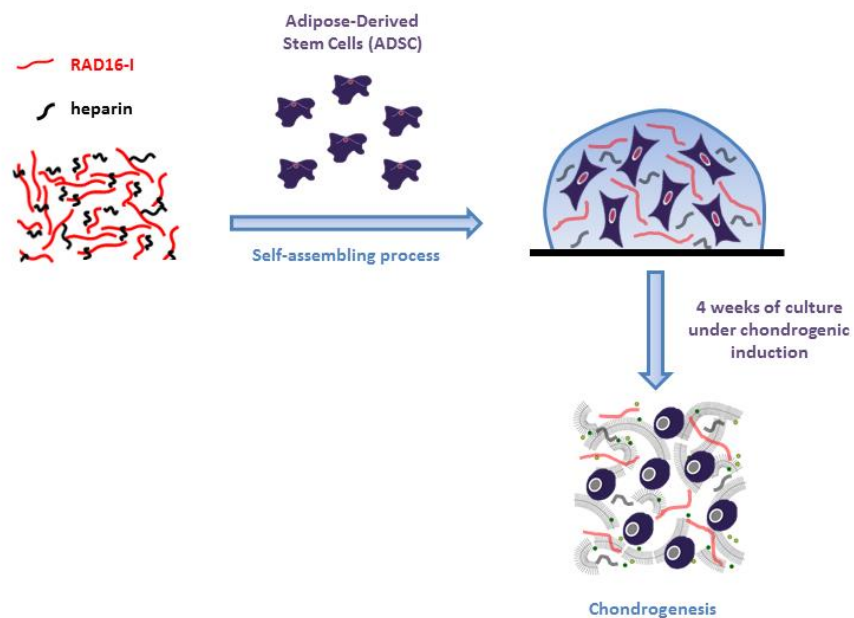 Adipose-Derived
Stem Cells (ADSC)
RAD16-I
heparin
Self-assembling process
4 weeks of culture
under chondrogenic
induction
Chondrogenesis